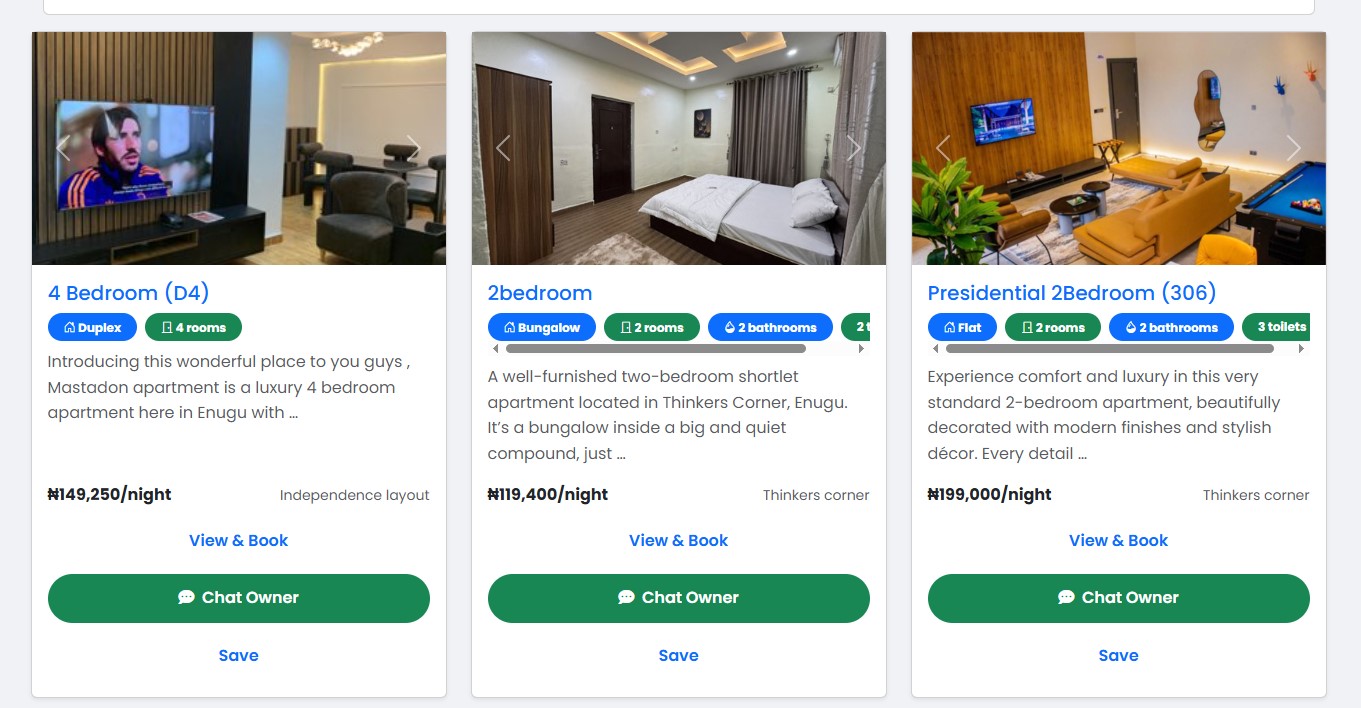 4 Bedroom (D4)
Duplex
4 rooms
Introducing this wonderful place to you guys ,
Mastadon apartment is a luxury 4 bedroom
apartment here in Enugu with ...
₦149,250/night
Independence layout
View & Book
Chat Owner
Save
2bedroom
Bungalow
2 rooms
2 bathrooms
2 t
A well-furnished two-bedroom shortlet
apartment located in Thinkers Corner, Enugu.
It's a bungalow inside a big and quiet
compound, just ...
₦119,400/night
Thinkers corner
View & Book
Chat Owner
Save
Presidential 2Bedroom (306)
Flat
2 rooms
2 bathrooms
3 toilets
Experience comfort and luxury in this very
standard 2-bedroom apartment, beautifully
decorated with modern finishes and stylish
décor. Every detail ...
₦199,000/night
Thinkers corner
View & Book
Chat Owner
Save